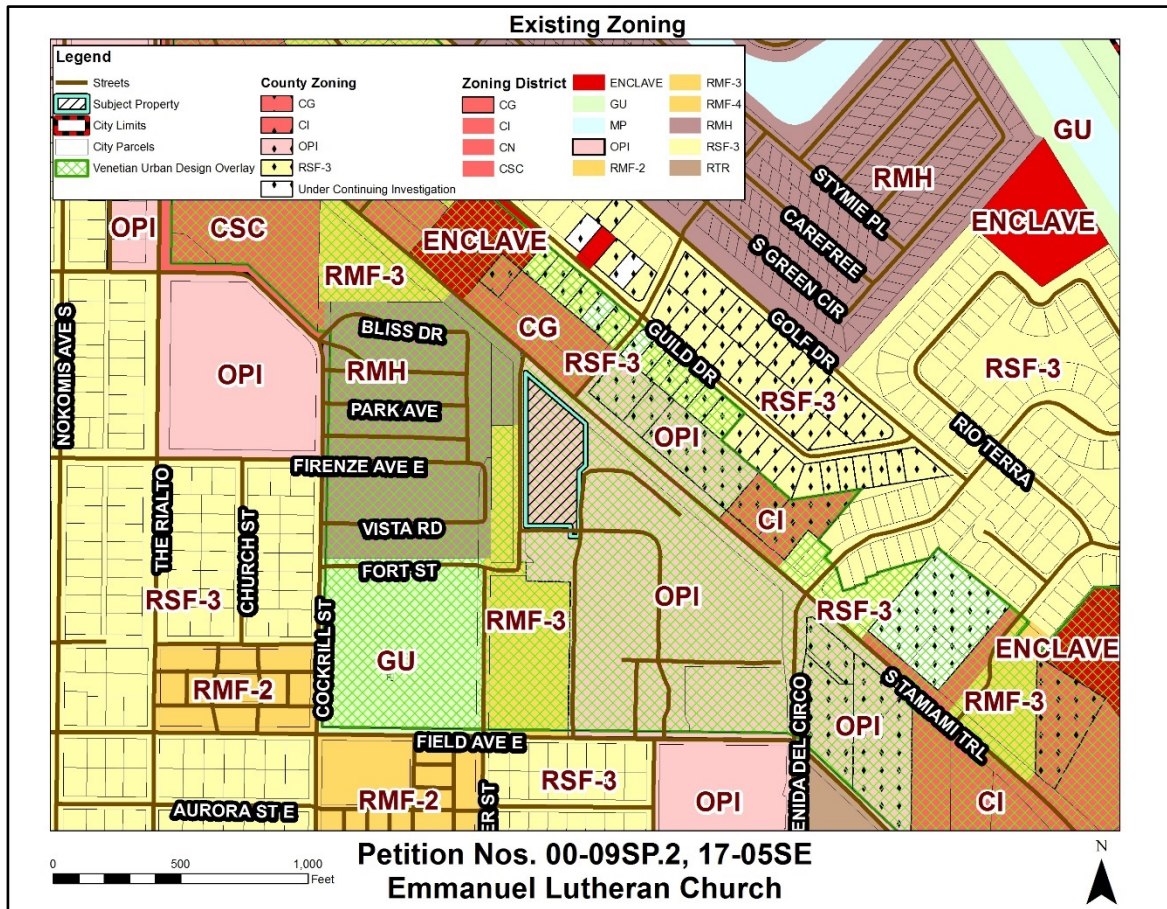 Existing Zoning
Legend
Streets
Subject Property
City Limits
City Parcels
Venetian Urban Design Overlay
County Zoning
CG
CI
OPI
RSF-3
Under Continuing Investigation
Zoning District
CG
CI
CN
CSC
ENCLAVE
GU
MP
OPI
RMF-2
RMF-3
RMF-4
RMH
RSF-3
RTR
GU
STYMIE PL
RMH
CAREFREE
S GREEN CIR
ENCLAVE
OPI
CSC
ENCLAVE
RMF-3
CG
GOLF DR
BLISS DR
GUILD DR
RSF-3
RSF-3
NOKOMIS AVE S
OPI
RMH
RSF-3
PARK AVE
OPI
RIO TERRA
FIRENZE AVE E
THE RIALTO
CHURCH ST
CI
VISTA RD
FORT ST
RSF-3
OPI
RSF-3
RMF-3
COCKRILL ST
GU
ENCLAVE
RMF-2
RMF-3
S TAMIAMI TRL
OPI
ENIDA DEL CIRCO
FIELD AVE E
RSF-3
RMF-2
ER ST
OPI
CI
AURORA ST E
0 500 1,000
Feet
Petition Nos. 00-09SP.2, 17-05SE
Emmanuel Lutheran Church
N